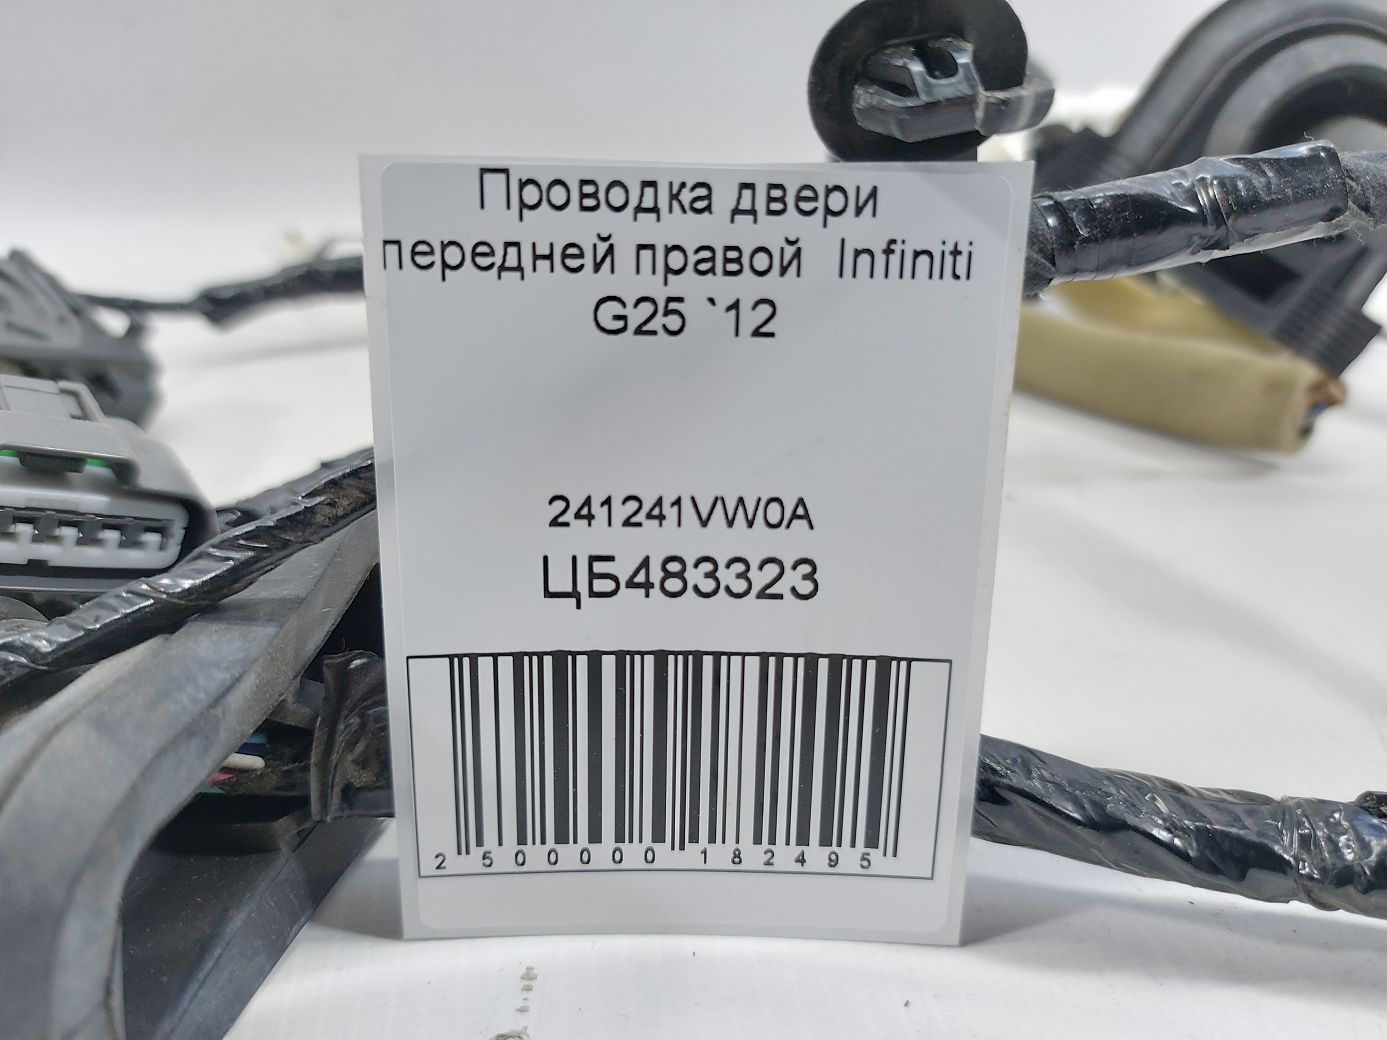 Проводка двери
передней правой  Infiniti
G25 `12
241241VW0A
ЦБ483323
2 500000 182495